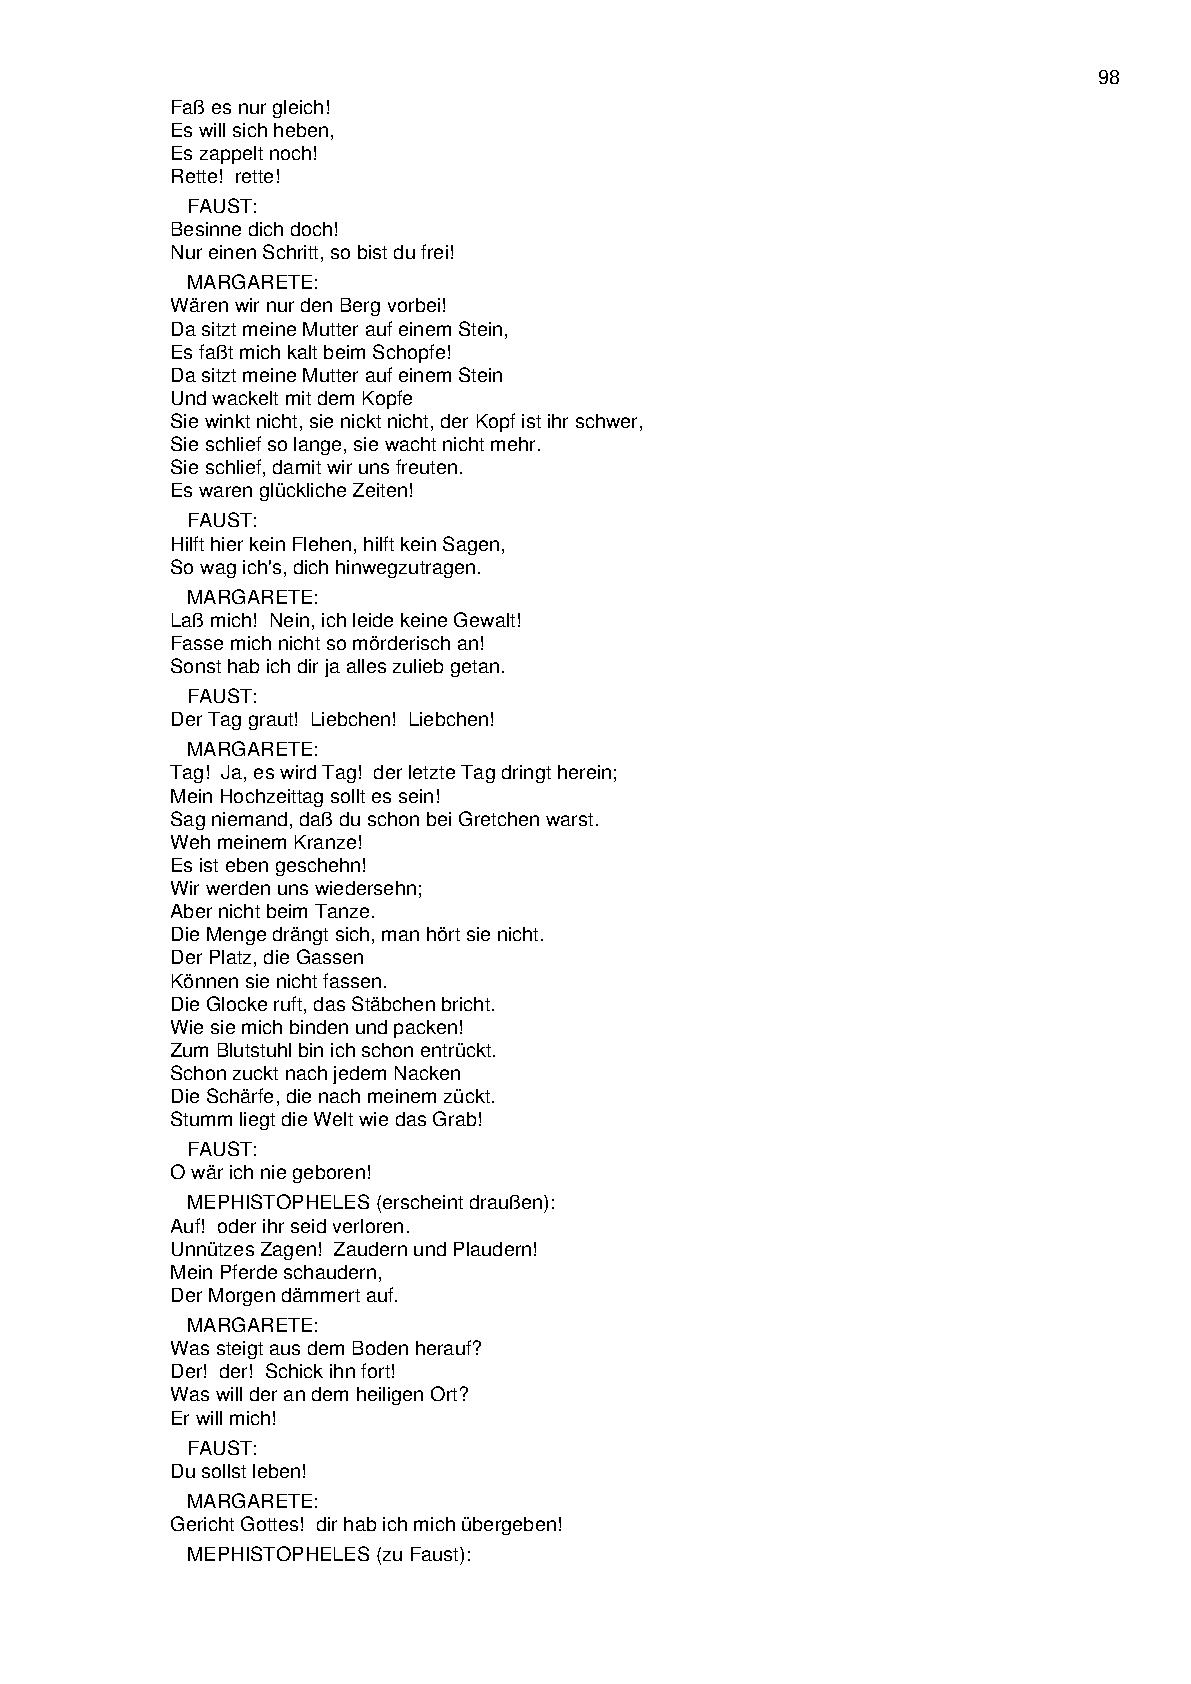 98
Faß es nur gleich!
Es will sich heben,
Es zappelt noch!
Rette!  rette!
FAUST:
Besinne dich doch!
Nur einen Schritt, so bist du frei!
MARGARETE:
Wären wir nur den Berg vorbei!
Da sitzt meine Mutter auf einem Stein,
Es faßt mich kalt beim Schopfe!
Da sitzt meine Mutter auf einem Stein
Und wackelt mit dem Kopfe
Sie winkt nicht, sie nickt nicht, der Kopf ist ihr schwer,
Sie schlief so lange, sie wacht nicht mehr.
Sie schlief, damit wir uns freuten.
Es waren glückliche Zeiten!
FAUST:
Hilft hier kein Flehen, hilft kein Sagen,
So wag ich's, dich hinwegzutragen.
MARGARETE:
Laß mich!  Nein, ich leide keine Gewalt!
Fasse mich nicht so mörderisch an!
Sonst hab ich dir ja alles zulieb getan.
FAUST:
Der Tag graut!  Liebchen!  Liebchen!
MARGARETE:
Tag!  Ja, es wird Tag!  der letzte Tag dringt herein;
Mein Hochzeittag sollt es sein!
Sag niemand, daß du schon bei Gretchen warst.
Weh meinem Kranze!
Es ist eben geschehn!
Wir werden uns wiedersehn;
Aber nicht beim Tanze.
Die Menge drängt sich, man hört sie nicht.
Der Platz, die Gassen
Können sie nicht fassen.
Die Glocke ruft, das Stäbchen bricht.
Wie sie mich binden und packen!
Zum Blutstuhl bin ich schon entrückt.
Schon zuckt nach jedem Nacken
Die Schärfe, die nach meinem zückt.
Stumm liegt die Welt wie das Grab!
FAUST:
O wär ich nie geboren!
MEPHISTOPHELES (erscheint draußen):
Auf!  oder ihr seid verloren.
Unnützes Zagen!  Zaudern und Plaudern!
Mein Pferde schaudern,
Der Morgen dämmert auf.
MARGARETE:
Was steigt aus dem Boden herauf?
Der!  der!  Schick ihn fort!
Was will der an dem heiligen Ort?
Er will mich!
FAUST:
Du sollst leben!
MARGARETE:
Gericht Gottes!  dir hab ich mich übergeben!
MEPHISTOPHELES (zu Faust):